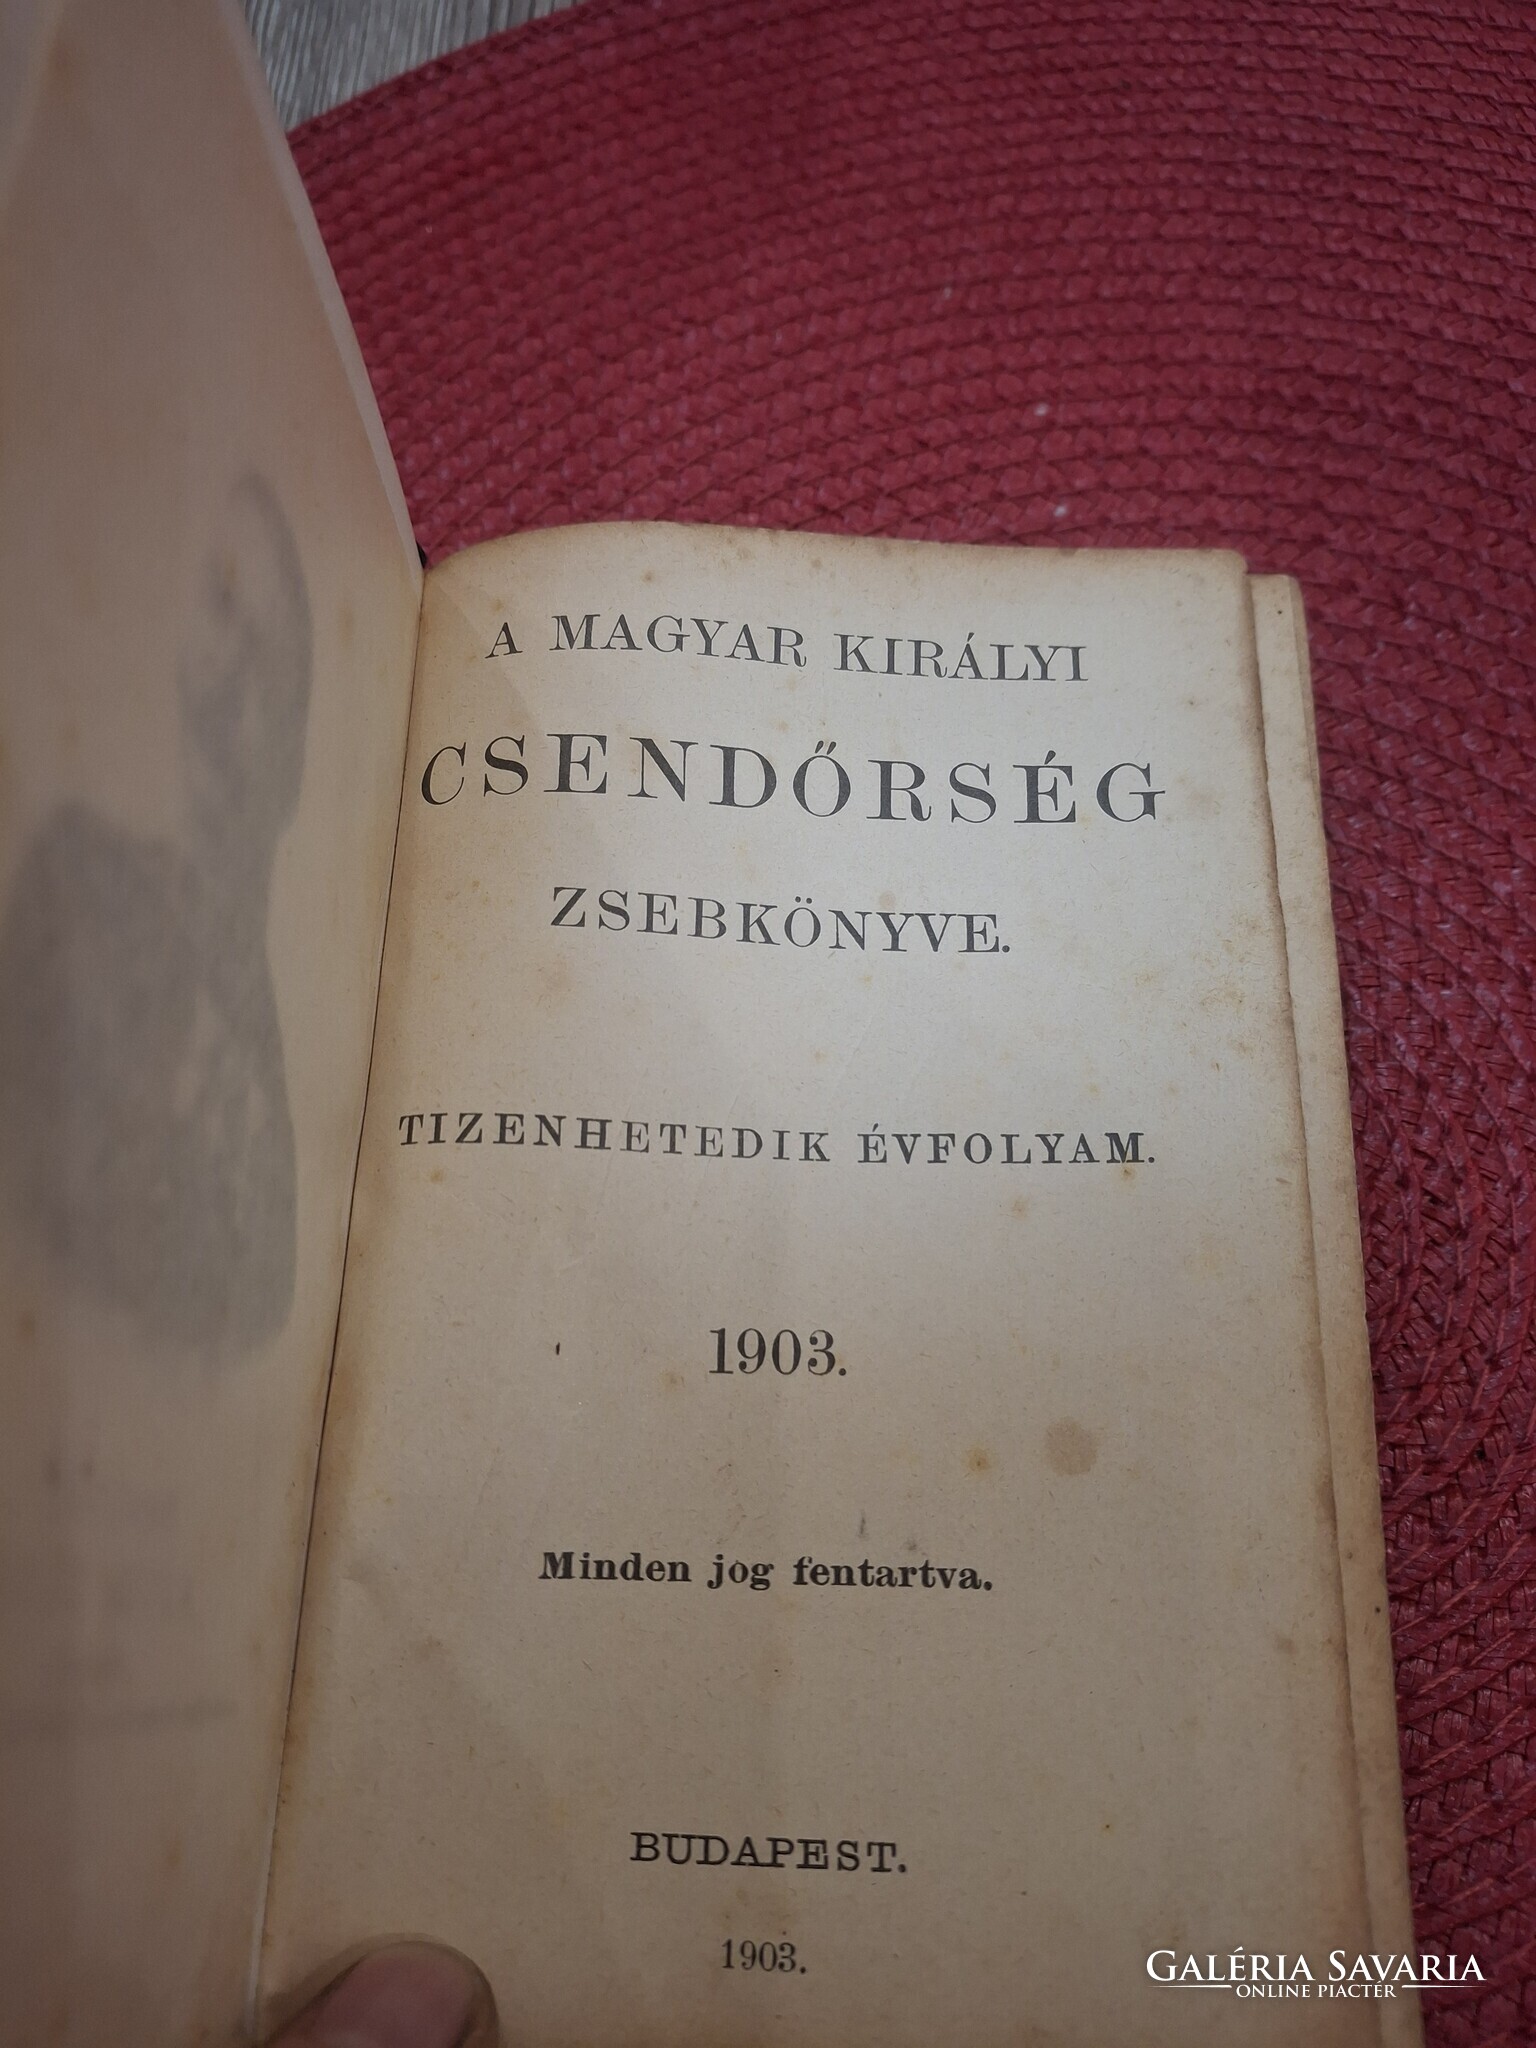 A MAGYAR KIRÁLYI
CSENDŐRSÉG
ZSEBKÖNYVE.
TIZENHETEDIK ÉVFOLYAM.
1903.
Minden jog fentartva.
BUDAPEST.
1903.
GALÉRIA SAVARIA
ONLINE PIACTÉR